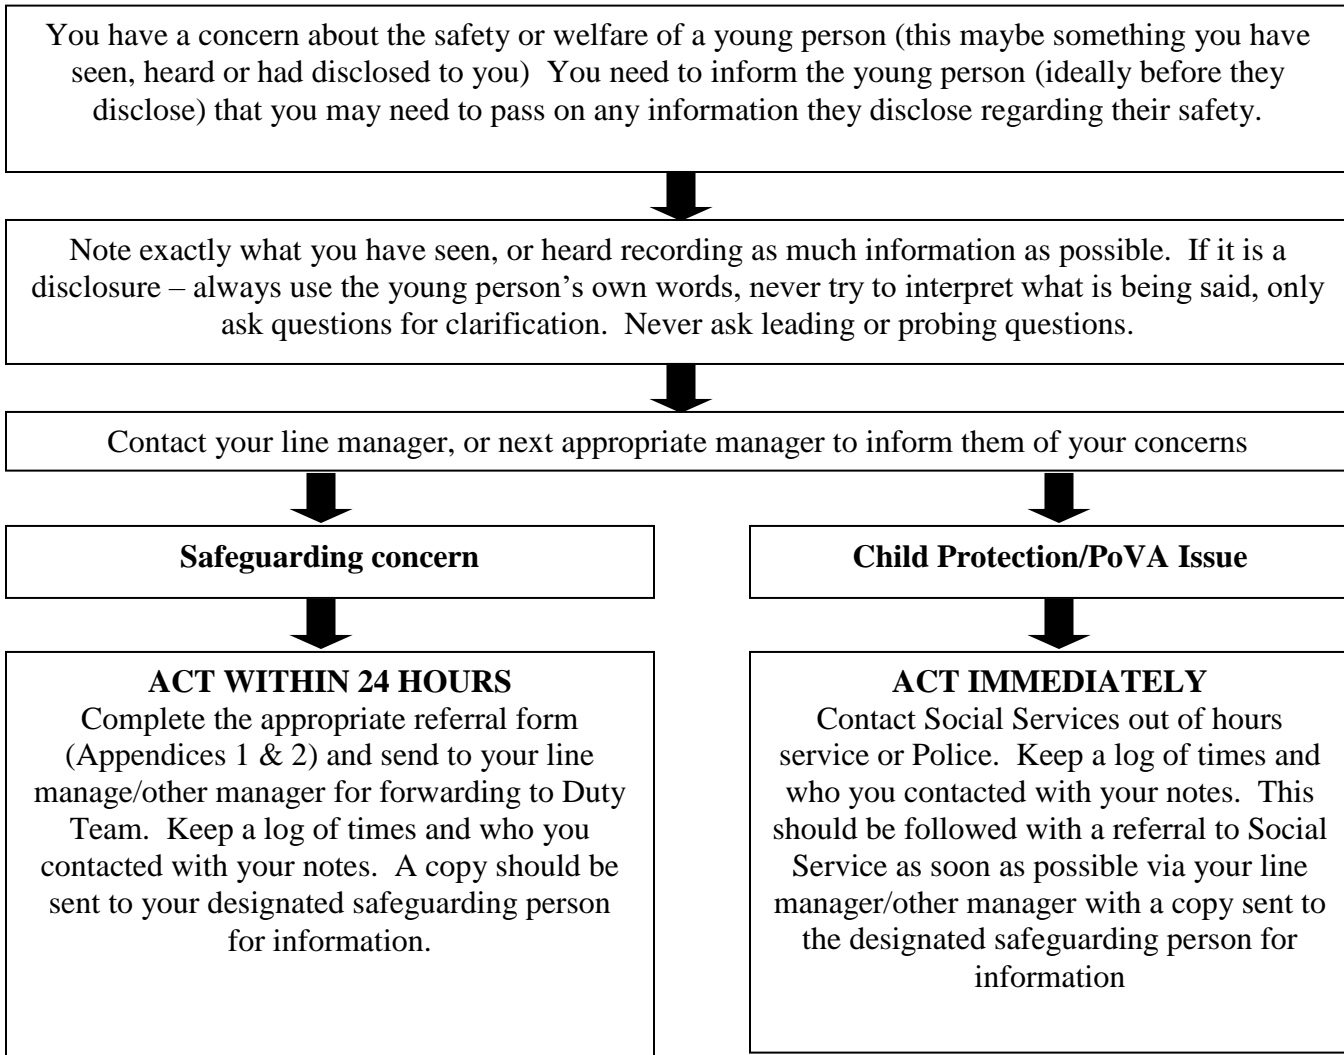 You have a concern about the safety or welfare of a young person (this maybe something you have
seen, heard or had disclosed to you)  You need to inform the young person (ideally before they
disclose) that you may need to pass on any information they disclose regarding their safety.
Note exactly what you have seen, or heard recording as much information as possible.  If it is a
disclosure – always use the young person’s own words, never try to interpret what is being said, only
ask questions for clarification.  Never ask leading or probing questions.
Contact your line manager, or next appropriate manager to inform them of your concerns
Safeguarding concern
Child Protection/PoVA Issue
ACT WITHIN 24 HOURS
Complete the appropriate referral form
(Appendices 1 & 2) and send to your line
manage/other manager for forwarding to Duty
Team.  Keep a log of times and who you
contacted with your notes.  A copy should be
sent to your designated safeguarding person
for information.
ACT IMMEDIATELY
Contact Social Services out of hours
service or Police.  Keep a log of times and
who you contacted with your notes.  This
should be followed with a referral to Social
Service as soon as possible via your line
manager/other manager with a copy sent to
the designated safeguarding person for
information